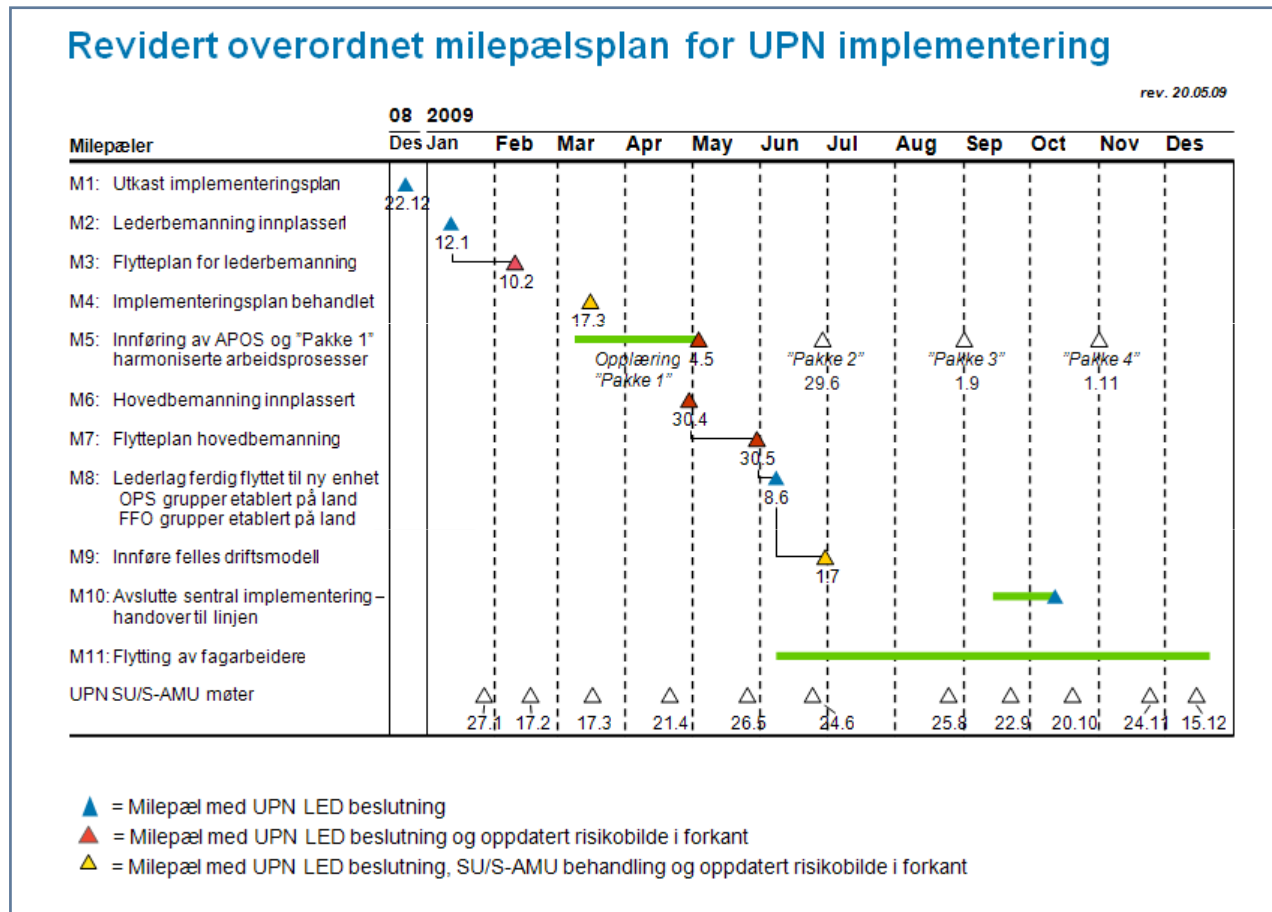 Revidert overordnet milepælsplan for UPN implementering
rev. 20.05.09
08 2009
Milepæler Des Jan Feb Mar Apr May Jun Jul Aug Sep Oct Nov Des
M1: Utkast implementeringsplan
22.12
M2: Lederbemanning innplassert
12.1
M3: Flytteplan for lederbemanning
10.2
M4: Implementeringsplan behandlet
17.3
M5: Innføring av APOS og "Pakke 1"
harmoniserte arbeidsprosesser
Opplæring 4.5 "Pakke 2" "Pakke 3" "Pakke 4"
"Pakke 1" 29.6 1.9 1.11
M6: Hovedbemanning innplassert
30.4
M7: Flytteplan hovedbemanning
30.5
M8: Lederlag ferdig flyttet til ny enhet
OPS grupper etablert på land
8.6
FFO grupper etablert på land
M9: Innføre felles driftsmodell
1.7
M10: Avslutte sentral implementering –
handover til linjen
M11: Flytting av fagarbeidere
UPN SU/S-AMU møter
27.1 17.2 17.3 21.4 26.5 24.6 25.8 22.9 20.10 24.11 15.12
= Milepæl med UPN LED beslutning
= Milepæl med UPN LED beslutning og oppdatert risikobilde i forkant
= Milepæl med UPN LED beslutning, SU/S-AMU behandling og oppdatert risikobilde i forkant